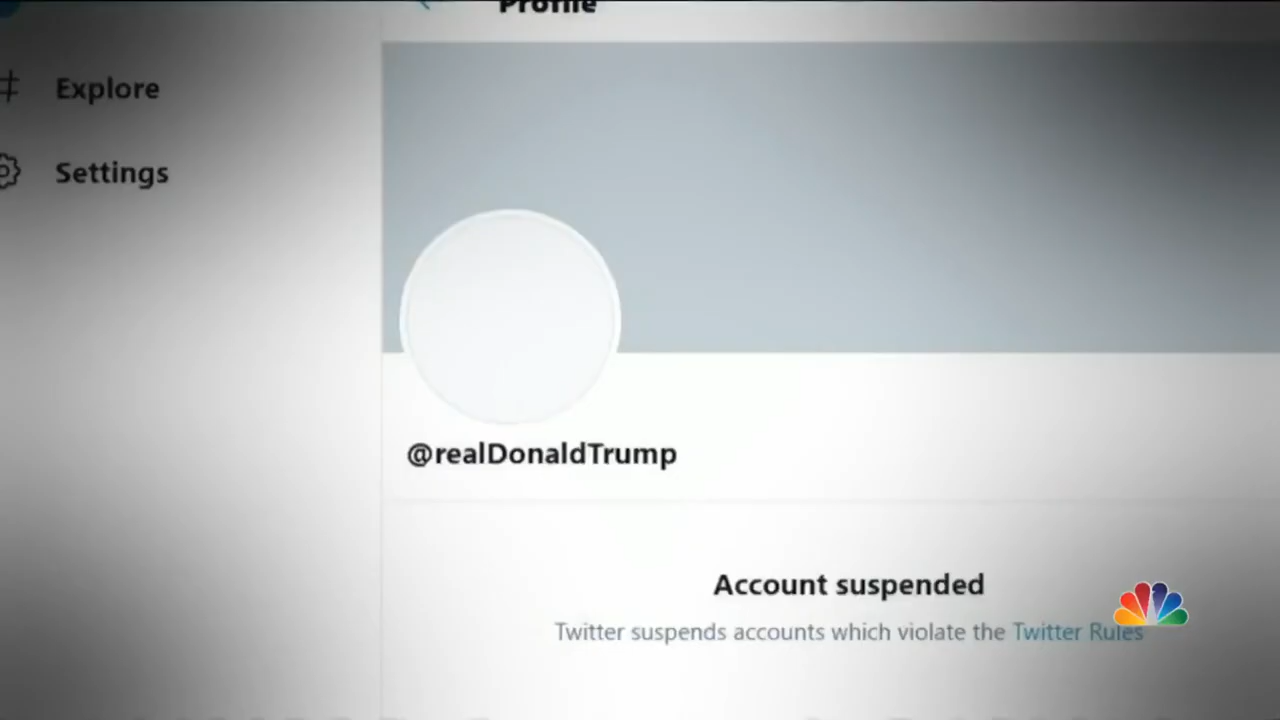 Profile
Explore
Settings
@realDonaldTrump
Account suspended
Twitter suspends accounts which violate the Twitter Rules